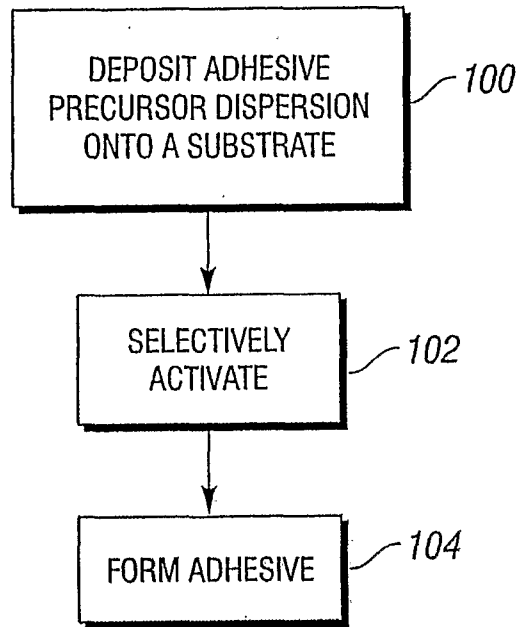 DEPOSIT ADHESIVE
PRECURSOR DISPERSION
ONTO A SUBSTRATE
100
SELECTIVELY
ACTIVATE
102
FORM ADHESIVE
104